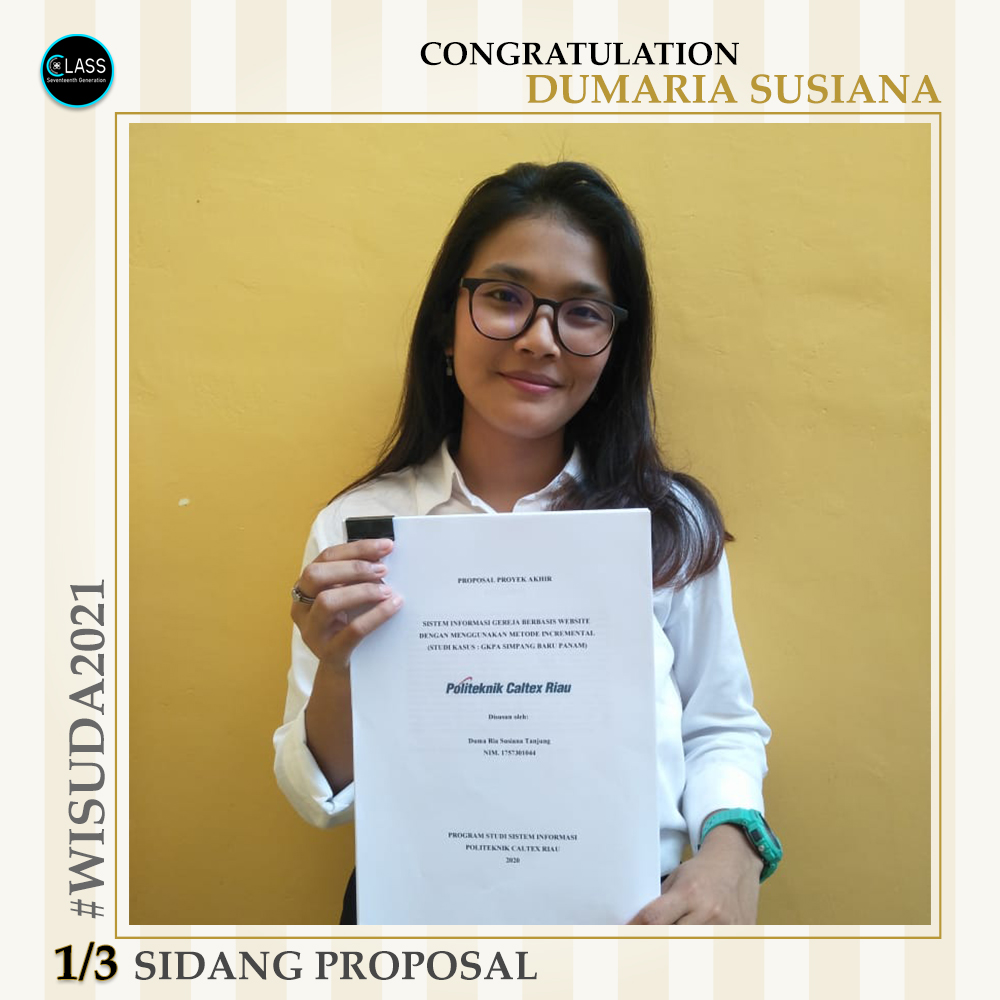 CLASS
Seventeenth Generation
CONGRATULATION
DUMARIA SUSIANA
PROPOSAL PROYEK AKHIR
SISTEM INFORMASI GEREJA BERBASIS WEBSITE
DENGAN MENGGUNAKAN METODE INCREMENTAL
(STUDI KASUS : GKPA SIMPANG BARU PANAM)
Politeknik Caltex Riau
Disusun oleh:
Duma Ria Susiana Tanjung
NIM. 1757301044
PROGRAM STUDI SISTEM INFORMASI
POLITEKNIK CALTEX RIAU
2020
#WISUDA2021
1/3 SIDANG PROPOSAL